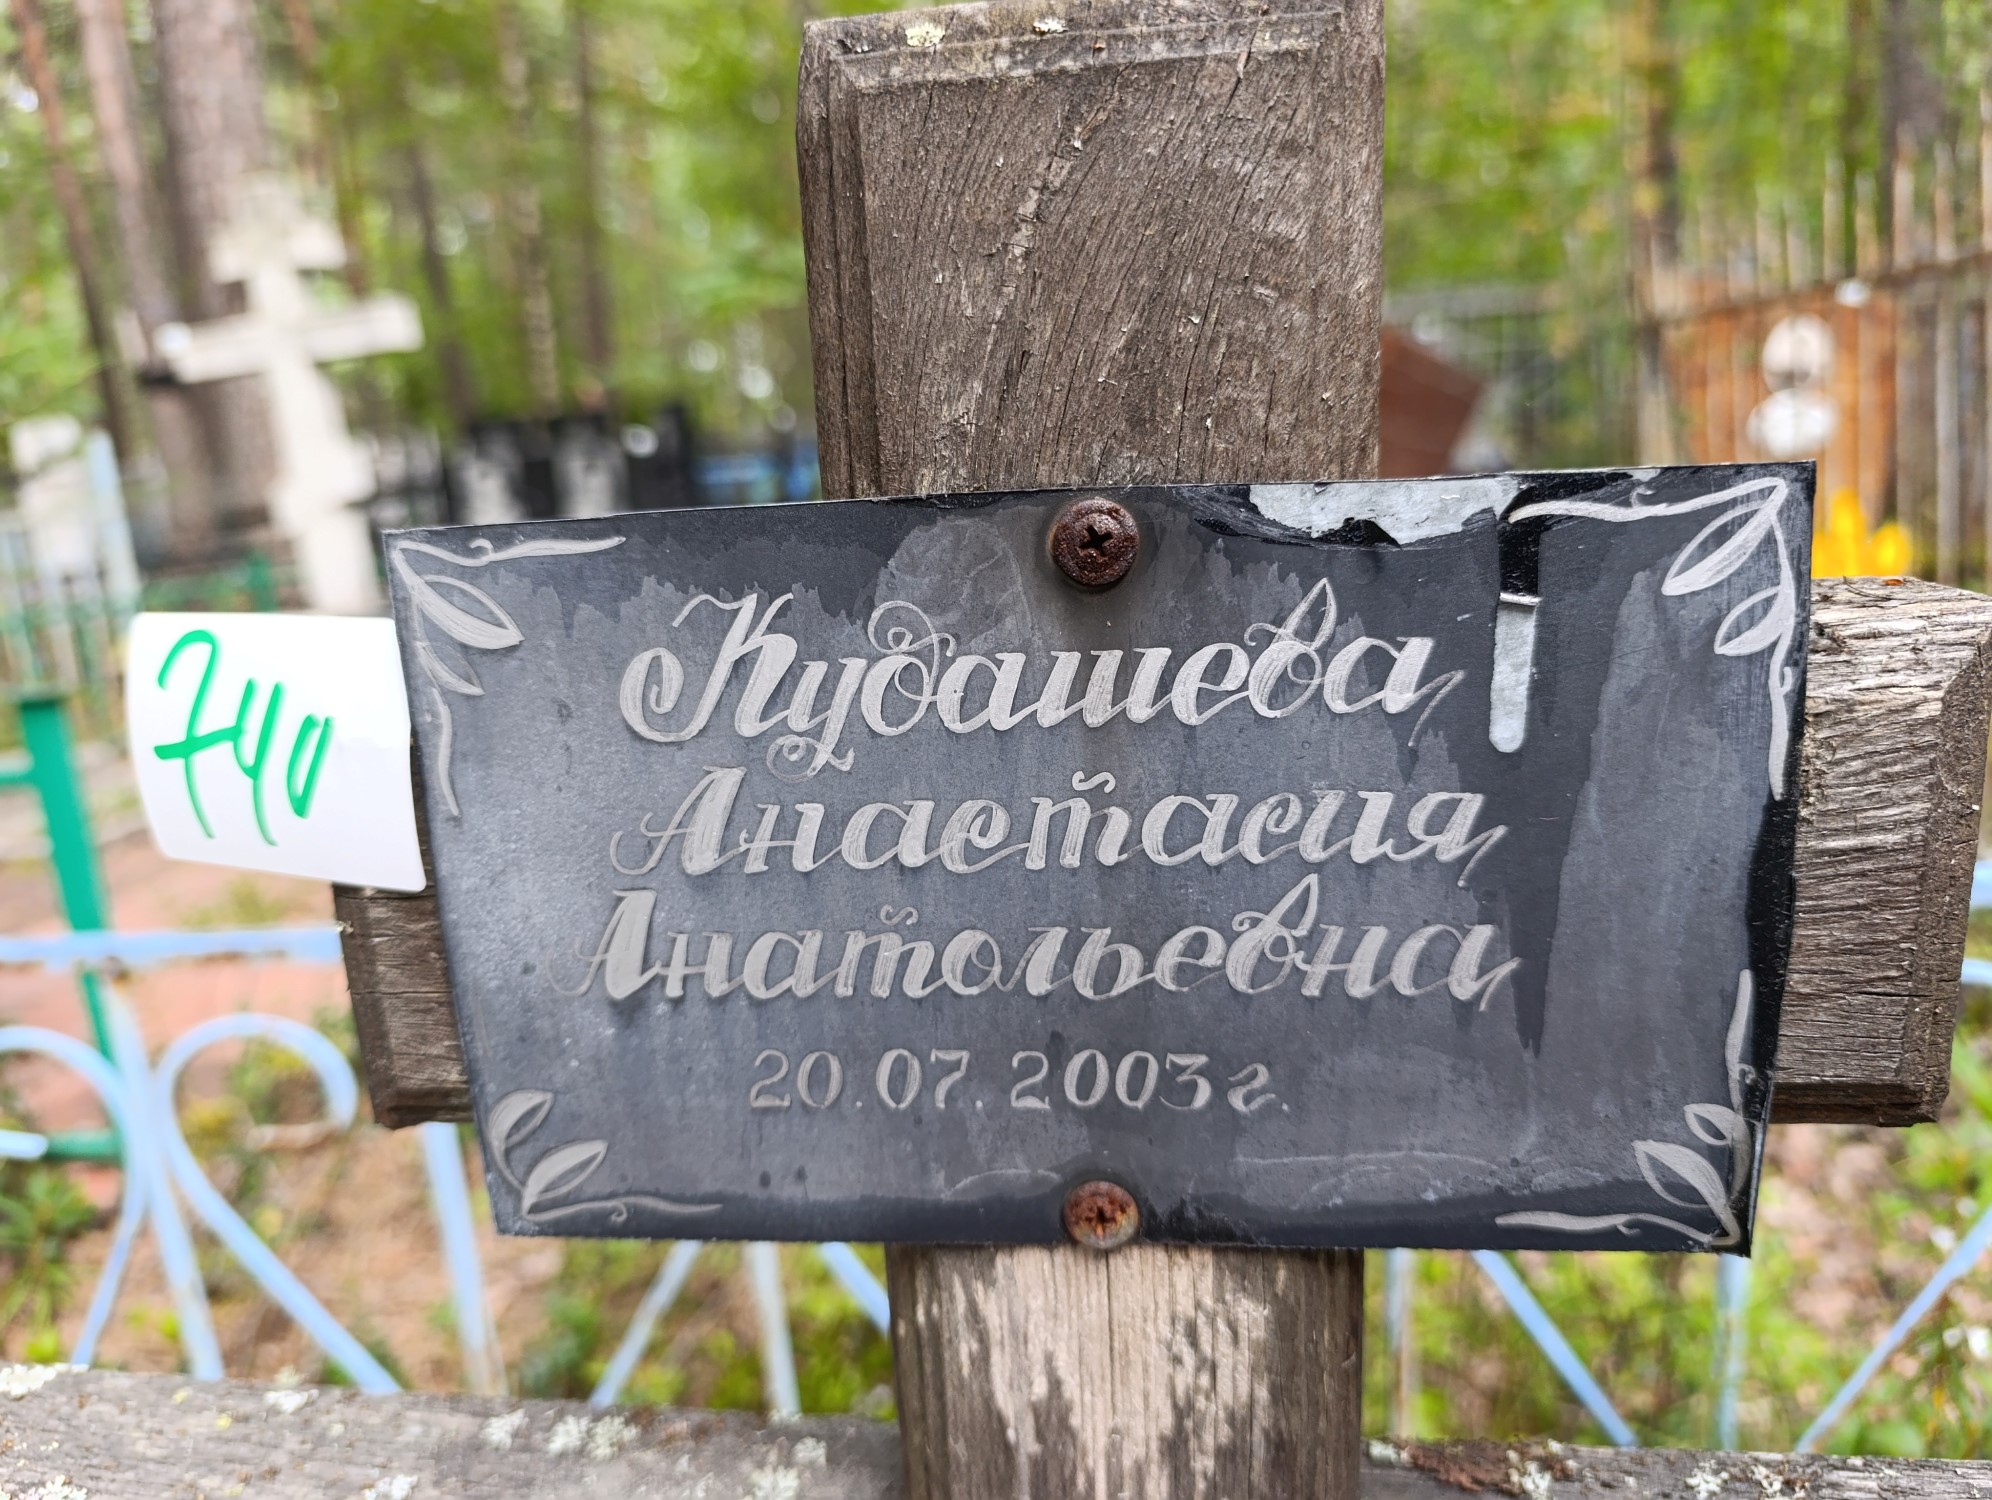 740
Кудашева
Анастасия
Анатольевна
20.07.2003г.